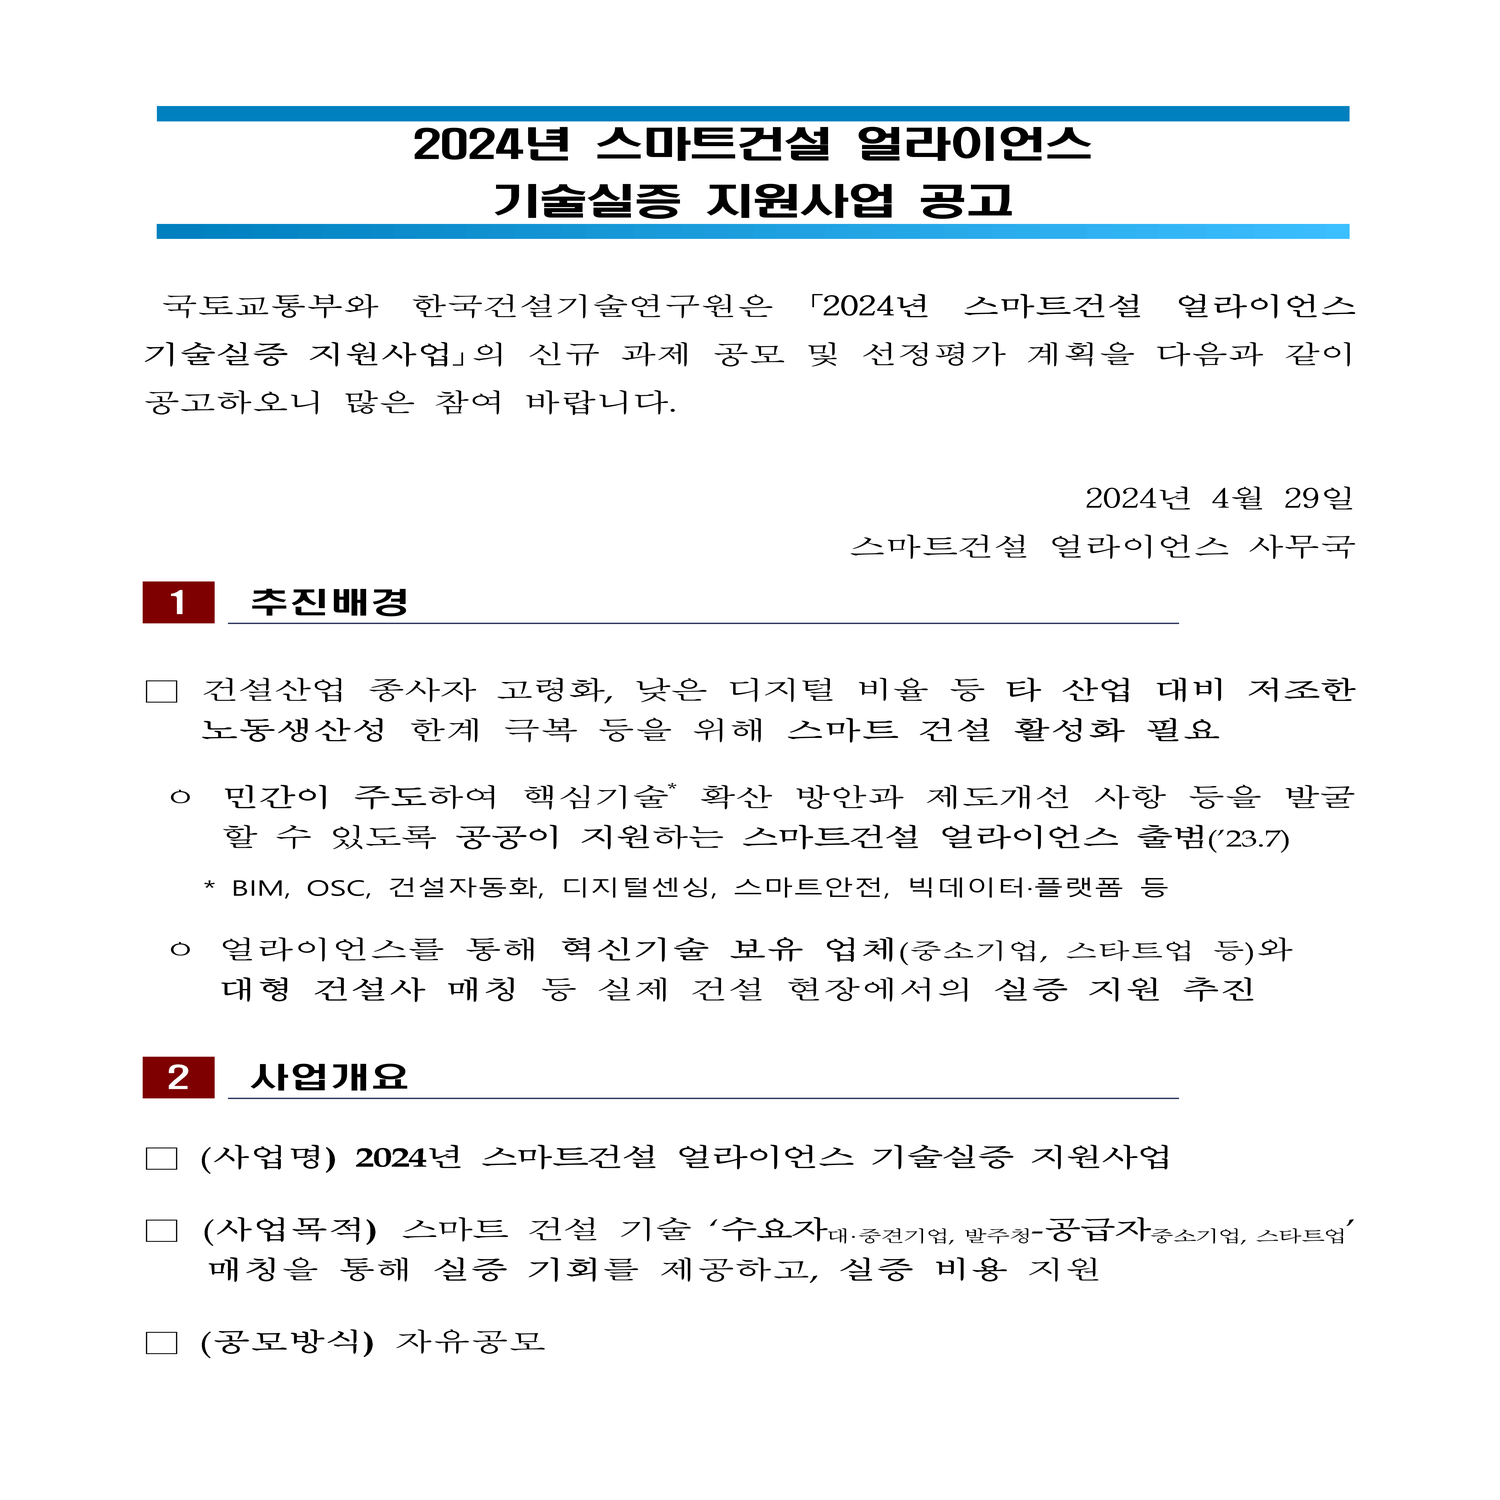 2024년 스마트건설 얼라이언스
기술실증 지원사업 공고
국토교통부와 한국건설기술연구원은 「2024년 스마트건설 얼라이언스
기술실증 지원사업」의 신규 과제 공모 및 선정평가 계획을 다음과 같이
공고하오니 많은 참여 바랍니다.
2024년 4월 29일
스마트건설 얼라이언스 사무국
1 추진배경
□ 건설산업 종사자 고령화, 낮은 디지털 비율 등 타 산업 대비 저조한
노동생산성 한계 극복 등을 위해 스마트 건설 활성화 필요
ㅇ 민간이 주도하여 핵심기술* 확산 방안과 제도개선 사항 등을 발굴
할 수 있도록 공공이 지원하는 스마트건설 얼라이언스 출범(′23.7)
* BIM, OSC, 건설자동화, 디지털센싱, 스마트안전, 빅데이터·플랫폼 등
ㅇ 얼라이언스를 통해 혁신기술 보유 업체(중소기업, 스타트업 등)와
대형 건설사 매칭 등 실제 건설 현장에서의 실증 지원 추진
2 사업개요
□ (사업명) 2024년 스마트건설 얼라이언스 기술실증 지원사업
□ (사업목적) 스마트 건설 기술 ‘수요자대·중견기업, 발주청-공급자중소기업, 스타트업’
매칭을 통해 실증 기회를 제공하고, 실증 비용 지원
□ (공모방식) 자유공모